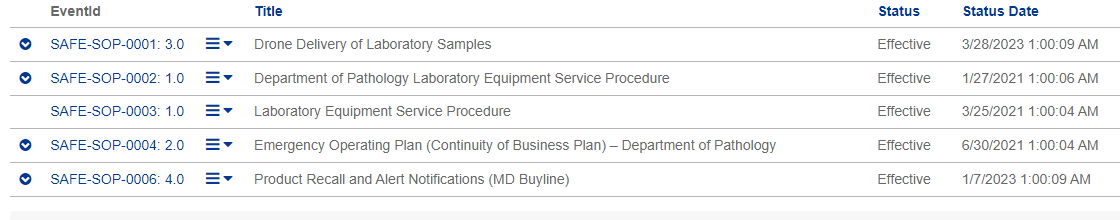 EventId Title Status Status Date
SAFE-SOP-0001: 3.0 Drone Delivery of Laboratory Samples Effective 3/28/2023 1:00:09 AM
SAFE-SOP-0002: 1.0 Department of Pathology Laboratory Equipment Service Procedure Effective 1/27/2021 1:00:06 AM
SAFE-SOP-0003: 1.0 Laboratory Equipment Service Procedure Effective 3/25/2021 1:00:04 AM
SAFE-SOP-0004: 2.0 Emergency Operating Plan (Continuity of Business Plan) – Department of Pathology Effective 6/30/2021 1:00:04 AM
SAFE-SOP-0006: 4.0 Product Recall and Alert Notifications (MD Buyline) Effective 1/7/2023 1:00:09 AM